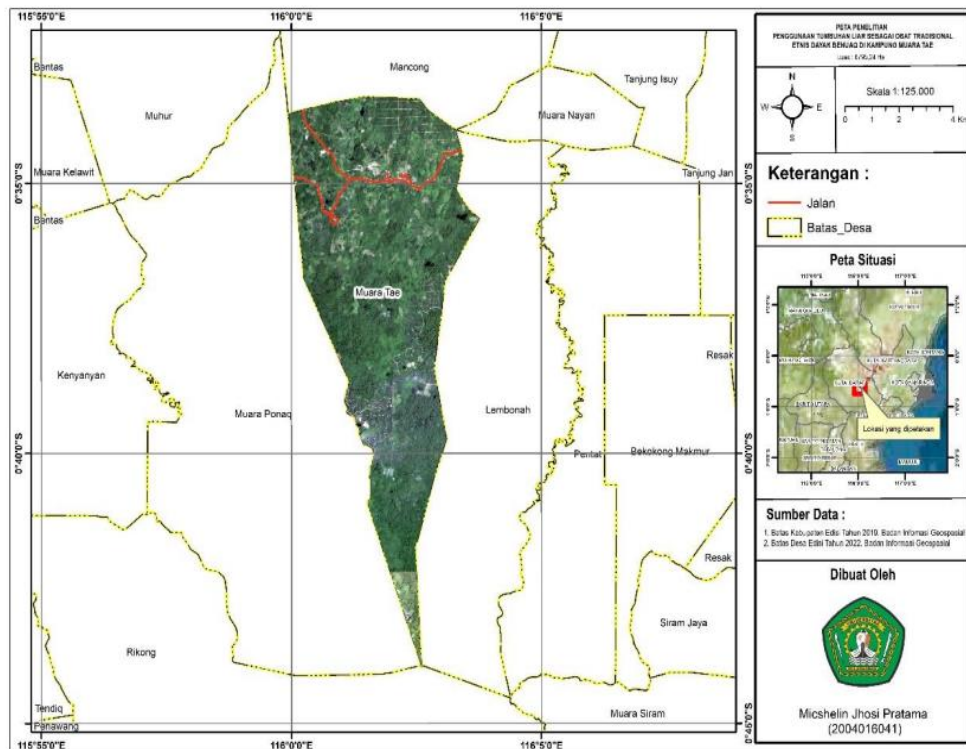 115°55'0"E
116°0'0"E
116°5'0"E
Bentas
Mancong
Tanjung Isuy
Muhur
Muara Nayan
Muara Kelawit
Tanjung Jan
0°35'0"S
0°35'0"S
Bentas
Muara Tae
Resak
Kenyanyan
Muara Ponaq
Lembonah
0°40'0"S
0°40'0"S
Pentat
Bekokong Makmur
Resak
Siram Jaya
Rikong
Tendiq
Penawang
Muara Siram
0°45'0"S
115°55'0"E
116°0'0"E
116°5'0"E
PETA PENELITIAN
PENGGUNAAN TUMBUHAN LIAR SEBAGAI OBAT TRADISIONAL
ETNIS DAYAK BENUAQ DI KAMPUNG MUARA TAE
N
W E
S
Skala 1:125.000
0 1 2 4 Km
Keterangan :
Jalan
Batas_Desa
Peta Situasi
Lokasi yang dipetakan
Sumber Data :
1. Batas Kabupaten Edisi Tahun 2019. Badan Informasi Geospasial
2. Batas Desa Edisi Tahun 2022. Badan Informasi Geospasial
Dibuat Oleh
Micshelin Jhosi Pratama
(2004016041)